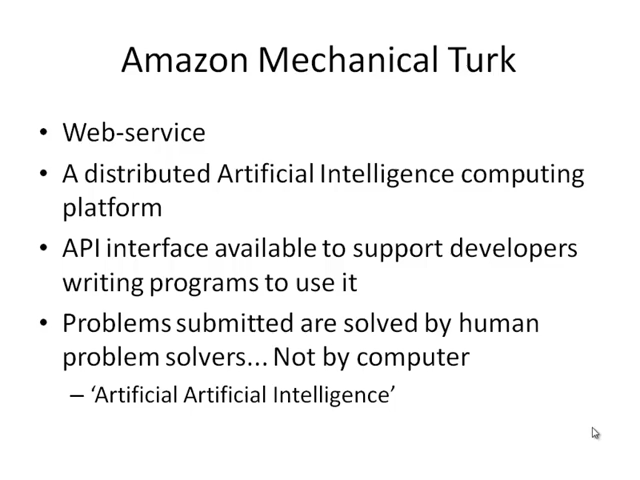 Amazon Mechanical Turk
• Web-service
• A distributed Artificial Intelligence computing
platform
• API interface available to support developers
writing programs to use it
• Problems submitted are solved by human
problem solvers... Not by computer
– ‘Artificial Artificial Intelligence’